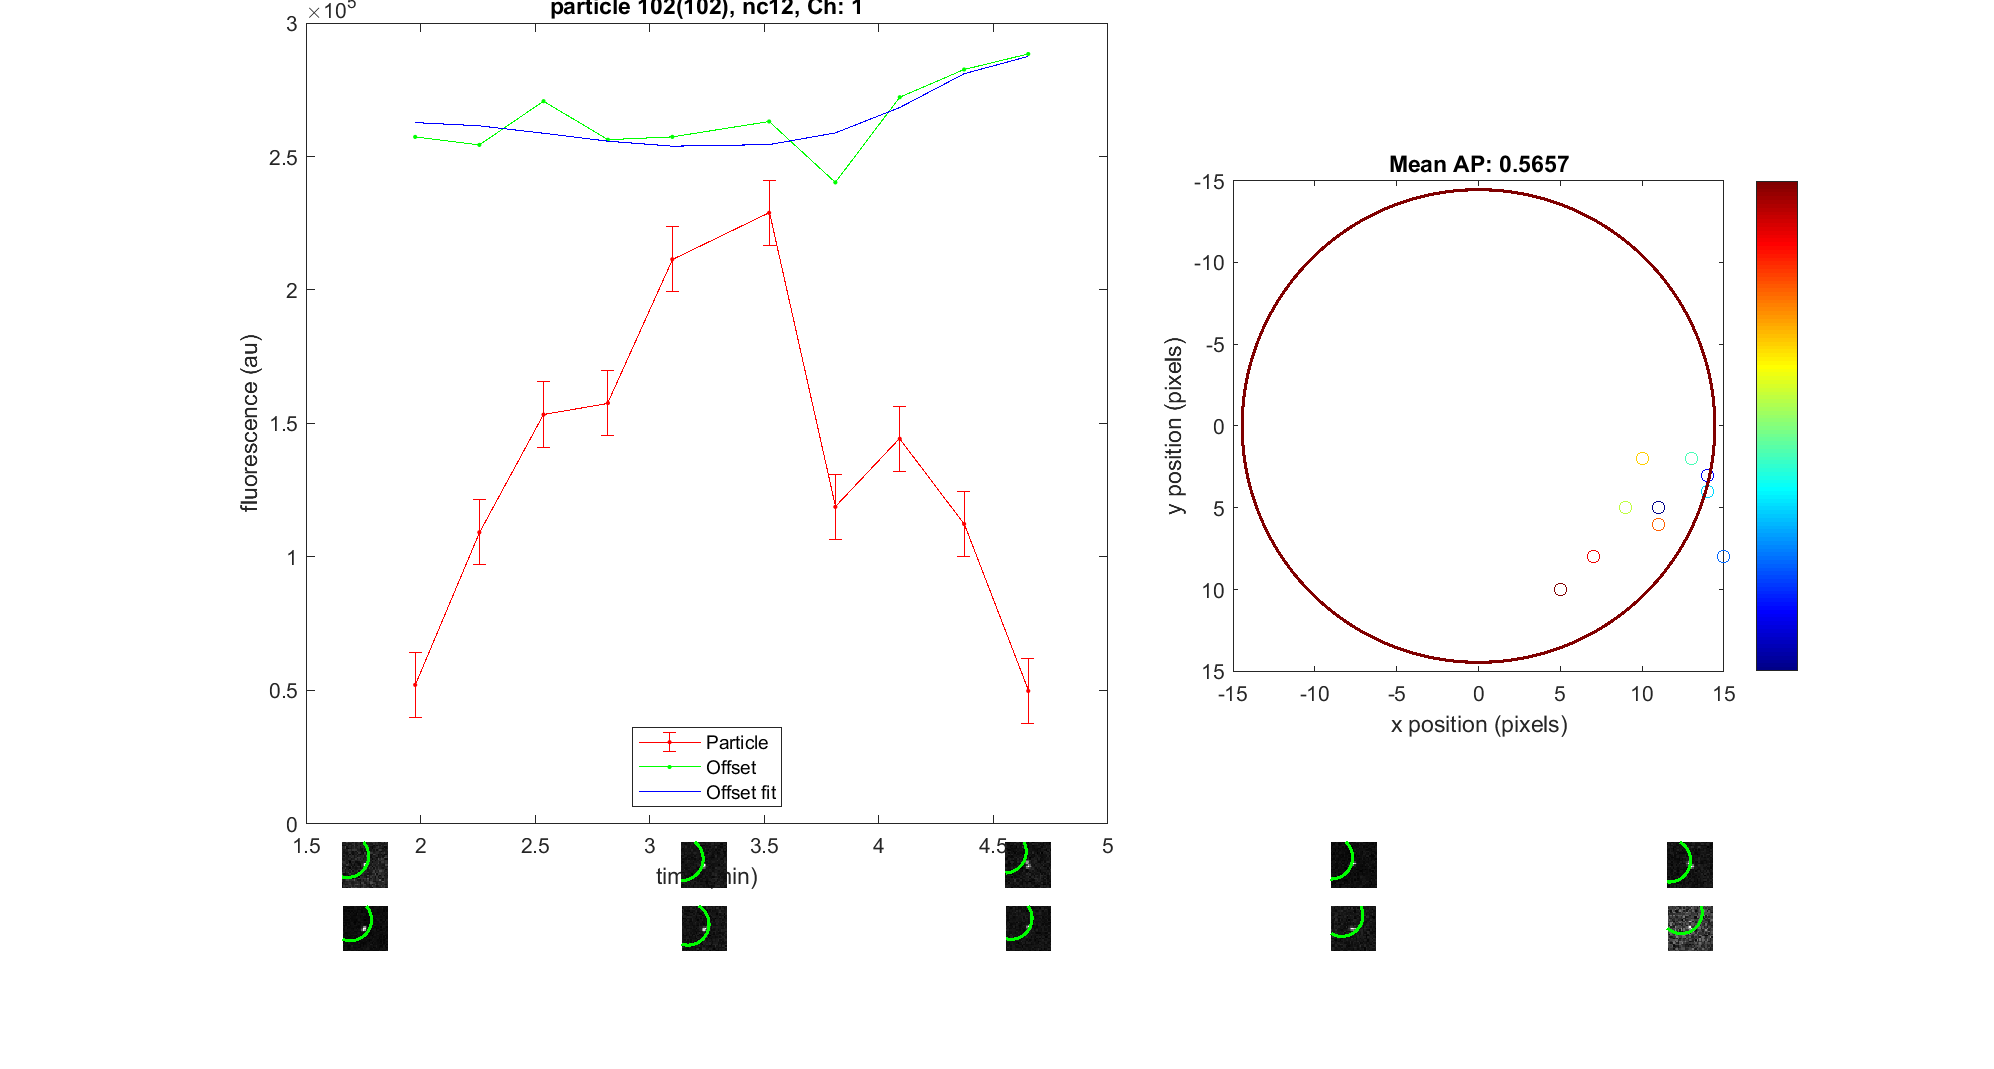 particle 102(102), nc12, Ch: 1
×10⁵
3
2.5
2
1.5
1
0.5
0
fluorescence (au)
1.5 2 2.5 3 3.5 4 4.5 5
Particle
Offset
Offset fit
Mean AP: 0.5657
-15
-10
-5
0
5
10
15
y position (pixels)
-15 -10 -5 0 5 10 15
x position (pixels)